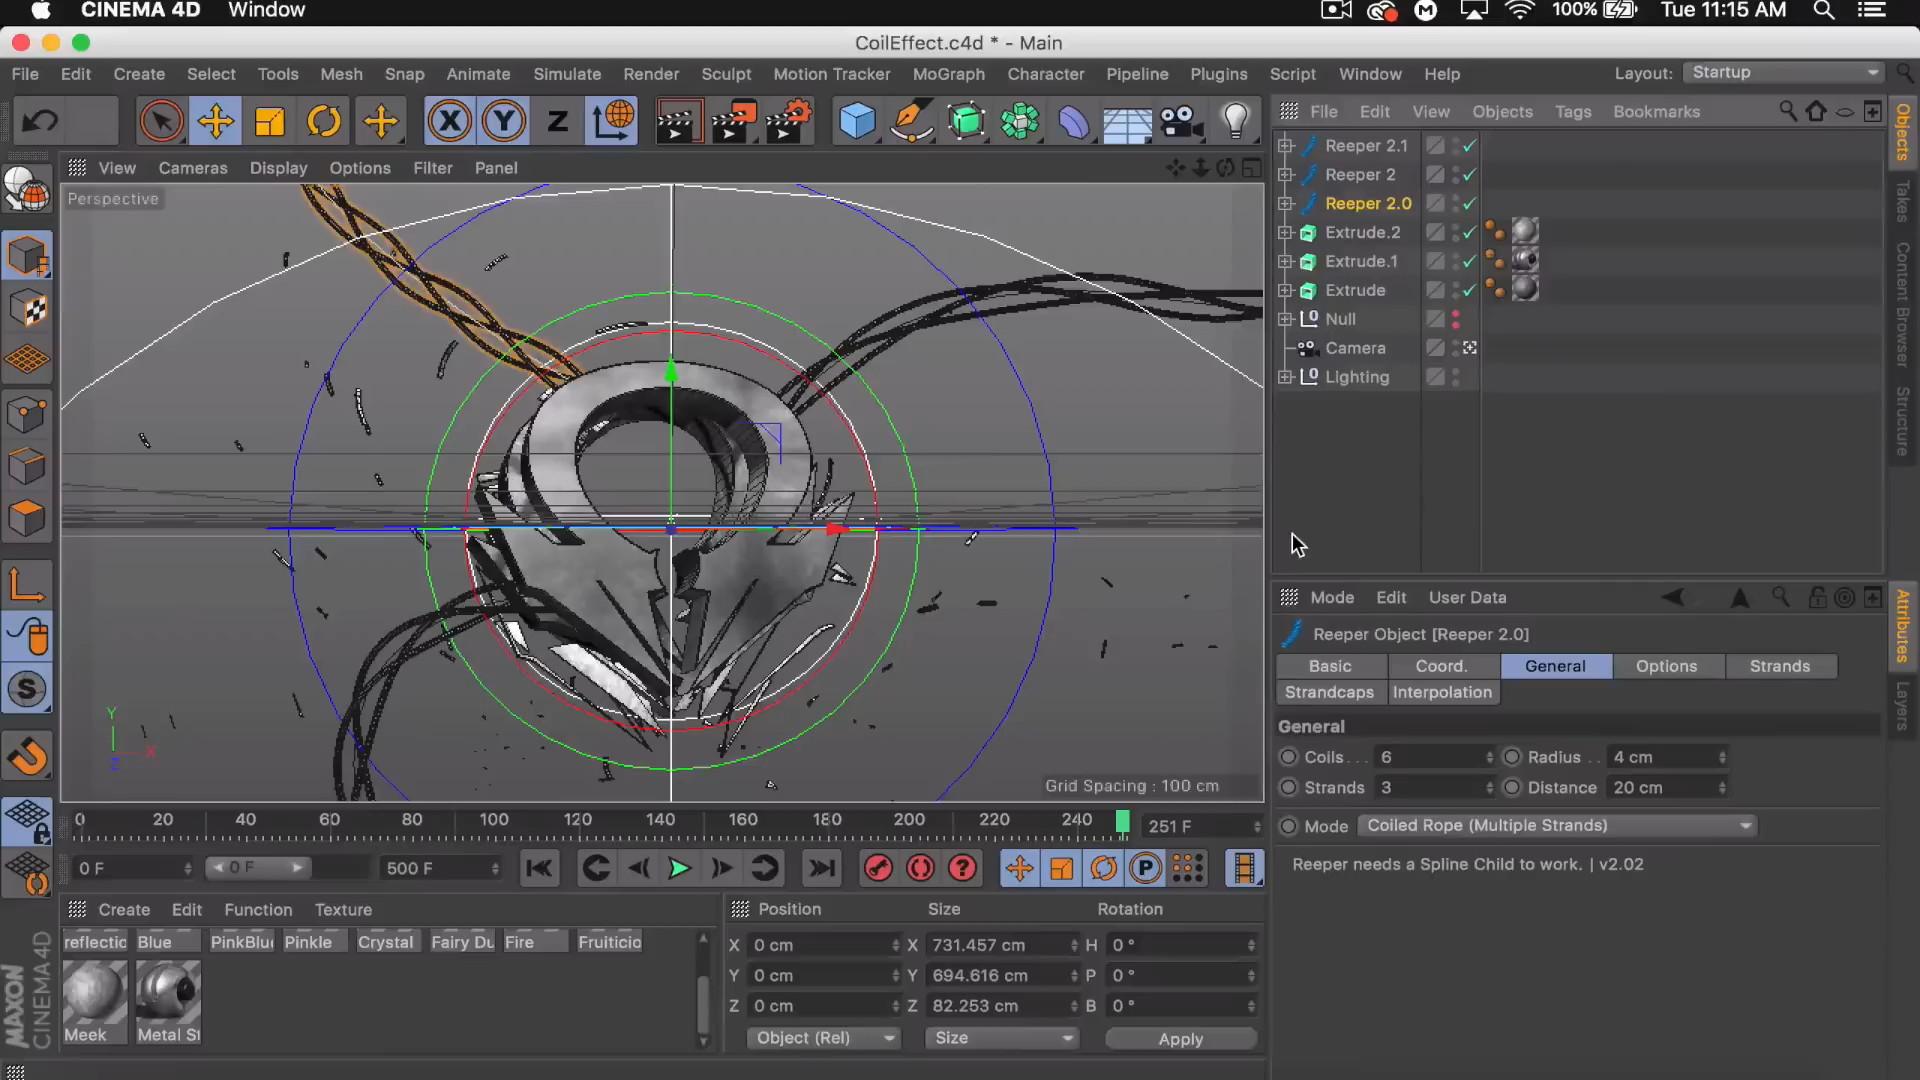 CINEMA 4D Window 100% Tue 11:15 AM
CoilEffect.c4d * - Main
File Edit Create Select Tools Mesh Snap Animate Simulate Render Sculpt Motion Tracker MoGraph Character Pipeline Plugins Script Window Help Layout: Startup
X Y Z
File Edit View Objects Tags Bookmarks
View Cameras Display Options Filter Panel
Perspective
Reeper 2.1
Reeper 2
Reeper 2.0
Extrude.2
Extrude.1
Extrude
Null
Camera
Lighting
Objects
Takes
Content Browser
Structure
Attributes
Layers
Mode Edit User Data
Reeper Object [Reeper 2.0]
Basic Coord. General Options Strands
Strandcaps Interpolation
General
Coils 6 Radius 4 cm
Strands 3 Distance 20 cm
Mode Coiled Rope (Multiple Strands)
Reeper needs a Spline Child to work. | v2.02
Y
X
Z
Grid Spacing : 100 cm
0 20 40 60 80 100 120 140 160 180 200 220 240 251 F
0 F 0 F 500 F
Create Edit Function Texture
reflectic Blue PinkBlu Pinkle Crystal Fairy Du Fire Fruiticio
Meek Metal St
Position Size Rotation
X 0 cm X 731.457 cm H 0 °
Y 0 cm Y 694.616 cm P 0 °
Z 0 cm Z 82.253 cm B 0 °
Object (Rel) Size Apply
MAXON
CINEMA 4D